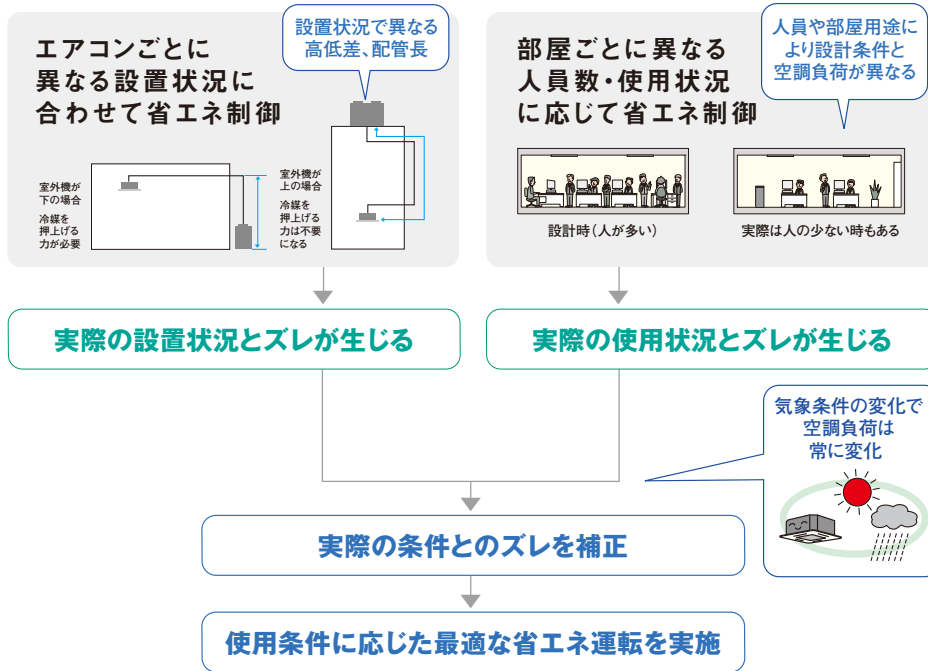 エアコンごとに
異なる設置状況に
合わせて省エネ制御
設置状況で異なる
高低差、配管長
室外機が
下の場合
冷媒を
押上げる
力が必要
室外機が
上の場合
冷媒を
押上げる
力は不要
になる
部屋ごとに異なる
人員数・使用状況
に応じて省エネ制御
人員や部屋用途に
より設計条件と
空調負荷が異なる
設計時（人が多い）
実際は人の少ない時もある
実際の設置状況とズレが生じる
実際の使用状況とズレが生じる
気象条件の変化で
空調負荷は
常に変化
実際の条件とのズレを補正
使用条件に応じた最適な省エネ運転を実施